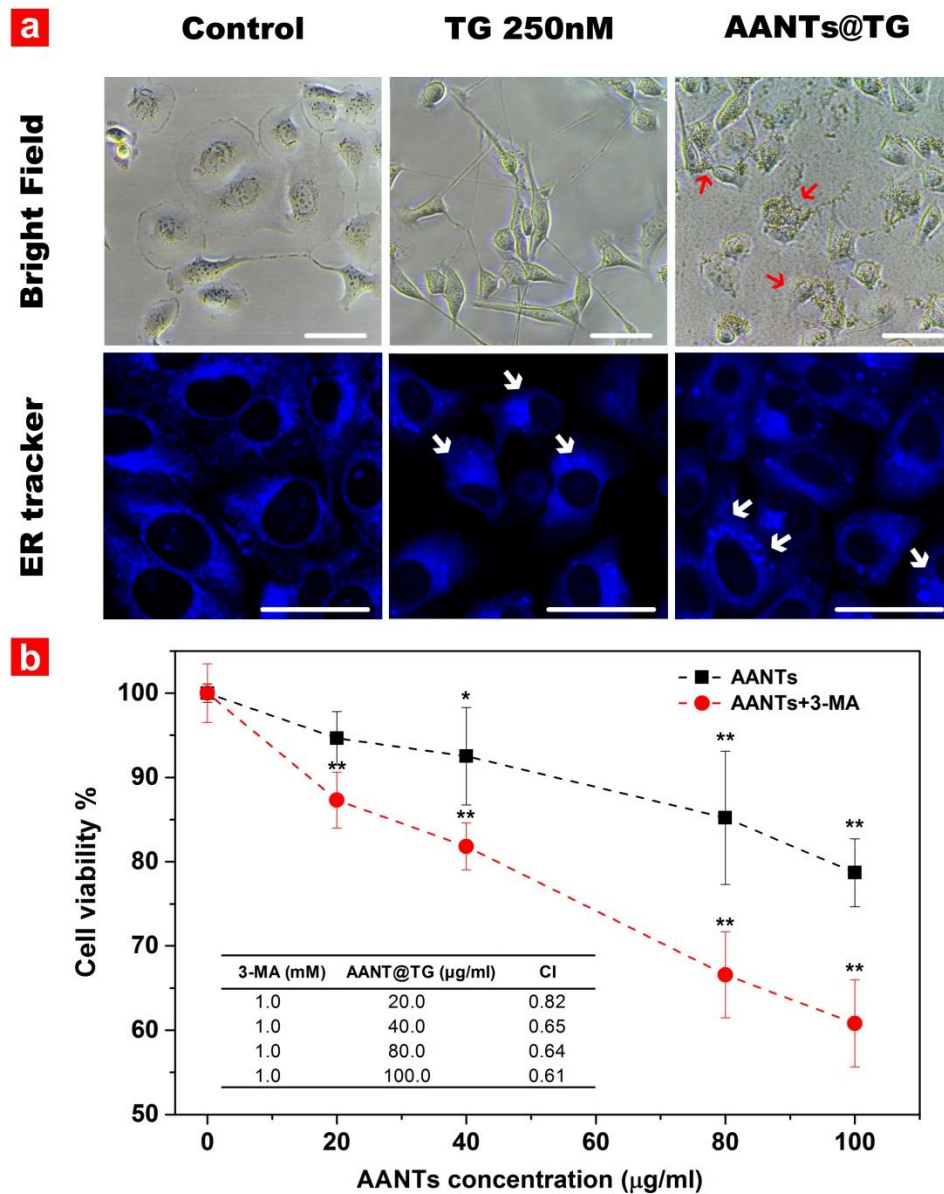 a
Control TG 250nM AANTs@TG
Bright Field
ER tracker
b
100
90
80
70
60
50
Cell viability %
AANTs
AANTs+3-MA
*
**
**
**
**
**
**
3-MA (mM) AANT@TG (µg/ml) CI
1.0 20.0 0.82
1.0 40.0 0.65
1.0 80.0 0.64
1.0 100.0 0.61
0 20 40 60 80 100
AANTs concentration (µg/ml)